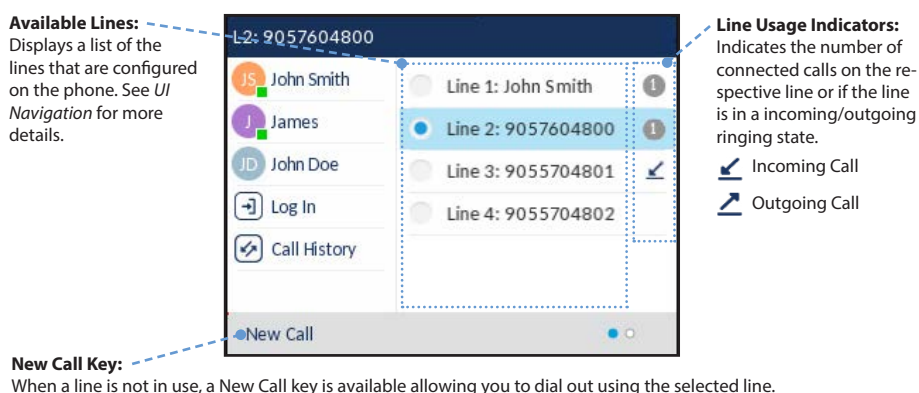 Available Lines:
Displays a list of the
lines that are configured
on the phone. See UI
Navigation for more
details.
L2: 9057604800
JS John Smith
J James
JD John Doe
Log In
Call History
Line 1: John Smith 1
Line 2: 9057604800 1
Line 3: 9055704801
Line 4: 9055704802
New Call
Line Usage Indicators:
Indicates the number of
connected calls on the re-
spective line or if the line
is in a incoming/outgoing
ringing state.
Incoming Call
Outgoing Call
New Call Key:
When a line is not in use, a New Call key is available allowing you to dial out using the selected line.